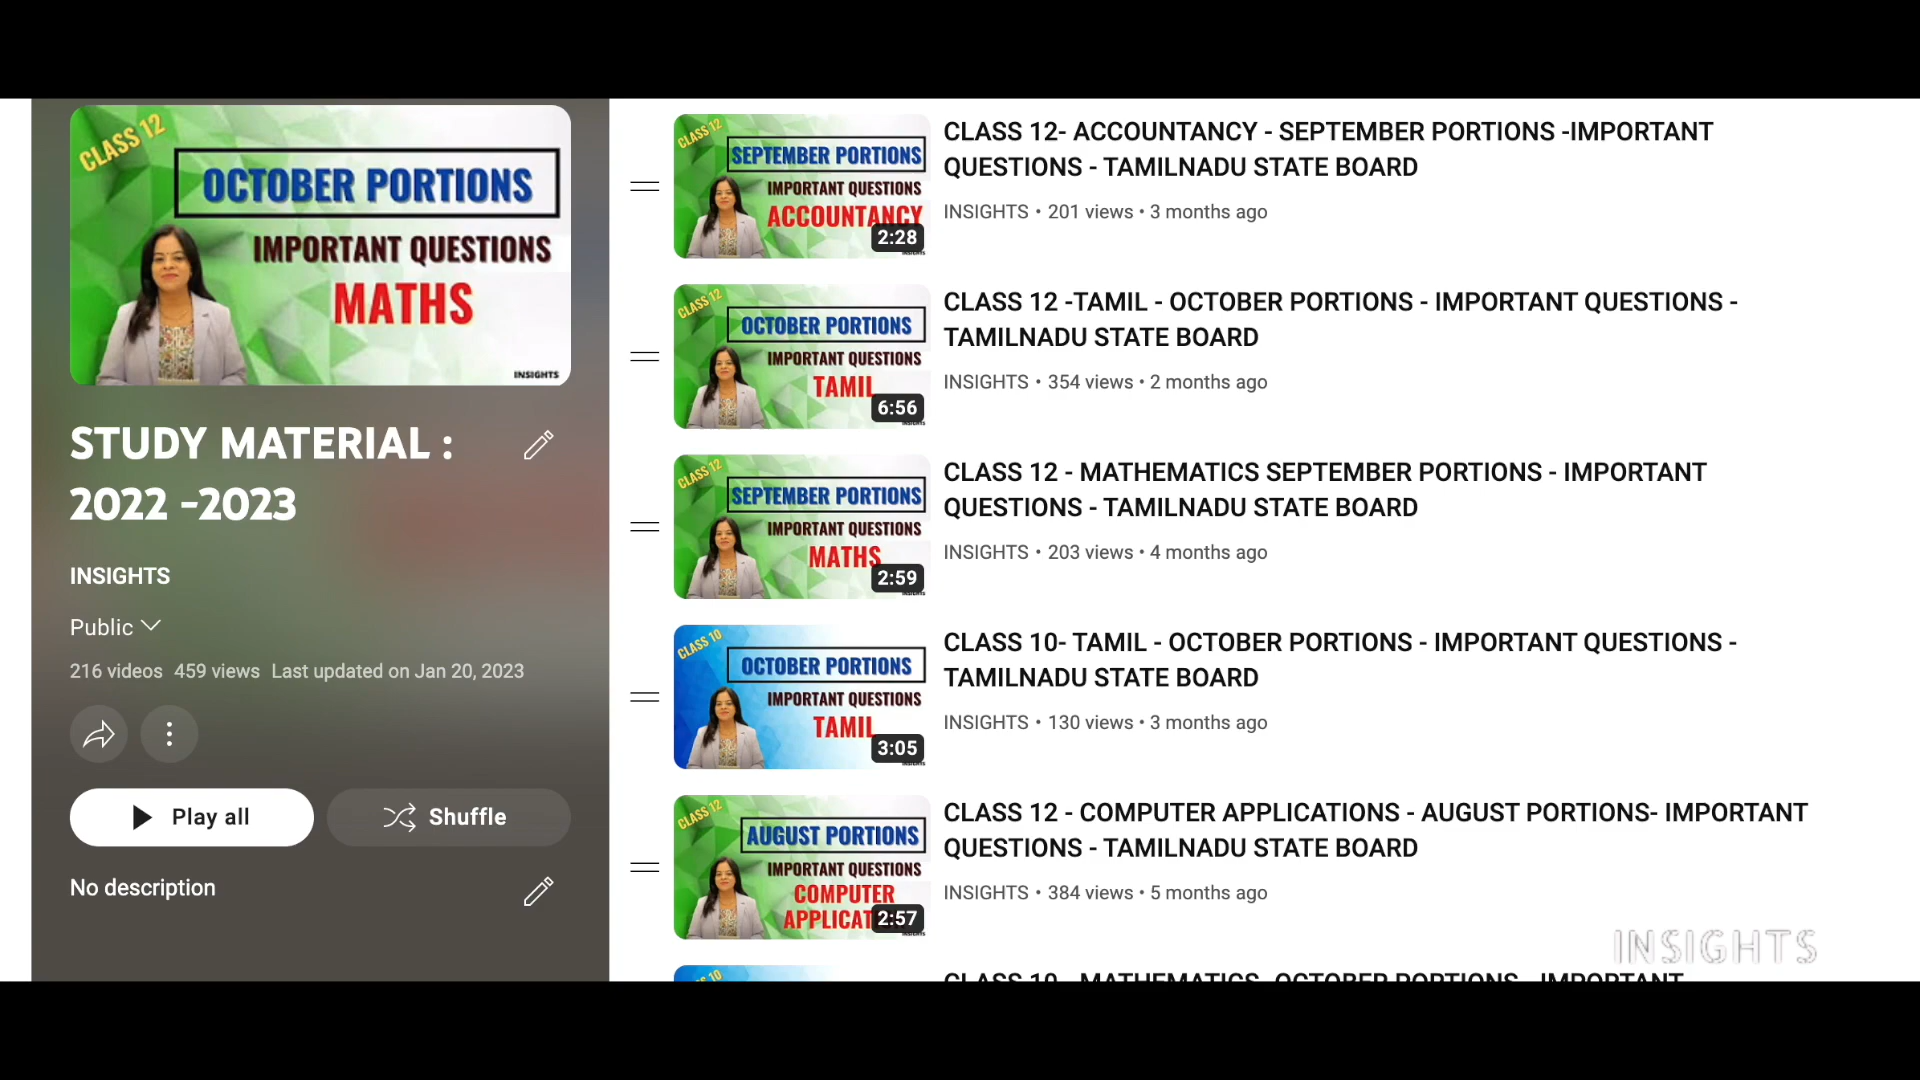 CLASS 12
OCTOBER PORTIONS
IMPORTANT QUESTIONS
MATHS
INSIGHTS
STUDY MATERIAL :
2022 -2023
INSIGHTS
Public
216 videos 459 views Last updated on Jan 20, 2023
Play all
Shuffle
No description
CLASS 12
SEPTEMBER PORTIONS
IMPORTANT QUESTIONS
ACCOUNTANCY
2:28
CLASS 12- ACCOUNTANCY - SEPTEMBER PORTIONS -IMPORTANT
QUESTIONS - TAMILNADU STATE BOARD
INSIGHTS • 201 views • 3 months ago
CLASS 12
OCTOBER PORTIONS
IMPORTANT QUESTIONS
TAMIL
6:56
CLASS 12 -TAMIL - OCTOBER PORTIONS - IMPORTANT QUESTIONS -
TAMILNADU STATE BOARD
INSIGHTS • 354 views • 2 months ago
CLASS 12
SEPTEMBER PORTIONS
IMPORTANT QUESTIONS
MATHS
2:59
CLASS 12 - MATHEMATICS SEPTEMBER PORTIONS - IMPORTANT
QUESTIONS - TAMILNADU STATE BOARD
INSIGHTS • 203 views • 4 months ago
CLASS 10
OCTOBER PORTIONS
IMPORTANT QUESTIONS
TAMIL
3:05
CLASS 10- TAMIL - OCTOBER PORTIONS - IMPORTANT QUESTIONS -
TAMILNADU STATE BOARD
INSIGHTS • 130 views • 3 months ago
CLASS 12
AUGUST PORTIONS
IMPORTANT QUESTIONS
COMPUTER
APPLICAT
2:57
CLASS 12 - COMPUTER APPLICATIONS - AUGUST PORTIONS- IMPORTANT
QUESTIONS - TAMILNADU STATE BOARD
INSIGHTS • 384 views • 5 months ago
INSIGHTS
CLASS 10 - MATHEMATICS- OCTOBER PORTIONS - IMPORTANT